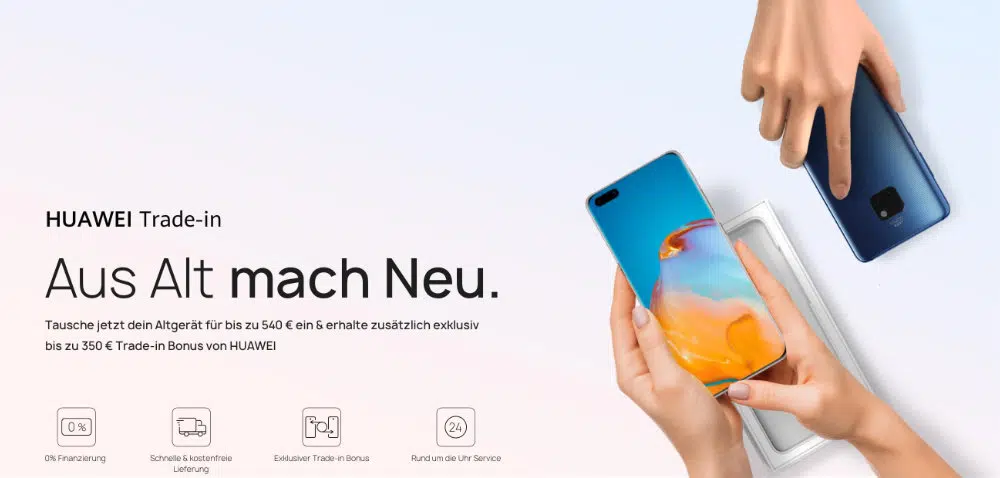 HUAWEI Trade-in
Aus Alt mach Neu.
Tausche jetzt dein Altgerät für bis zu 540 € ein & erhalte zusätzlich exklusiv
bis zu 350 € Trade-in Bonus von HUAWEI
0 %
24
0% Finanzierung
Schnelle & kostenfreie
Lieferung
Exklusiver Trade-in Bonus
Rund um die Uhr Service